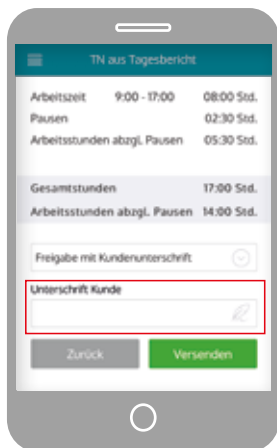 TN aus Tagesbericht
Arbeitszeit 9:00 - 17:00 08:00 Std.
Pausen 02:30 Std.
Arbeitsstunden abzgl. Pausen 05:30 Std.
Gesamtstunden 17:00 Std.
Arbeitsstunden abzgl. Pausen 14:00 Std.
Freigabe mit Kundenunterschrift
Unterschrift Kunde
Zurück Versenden